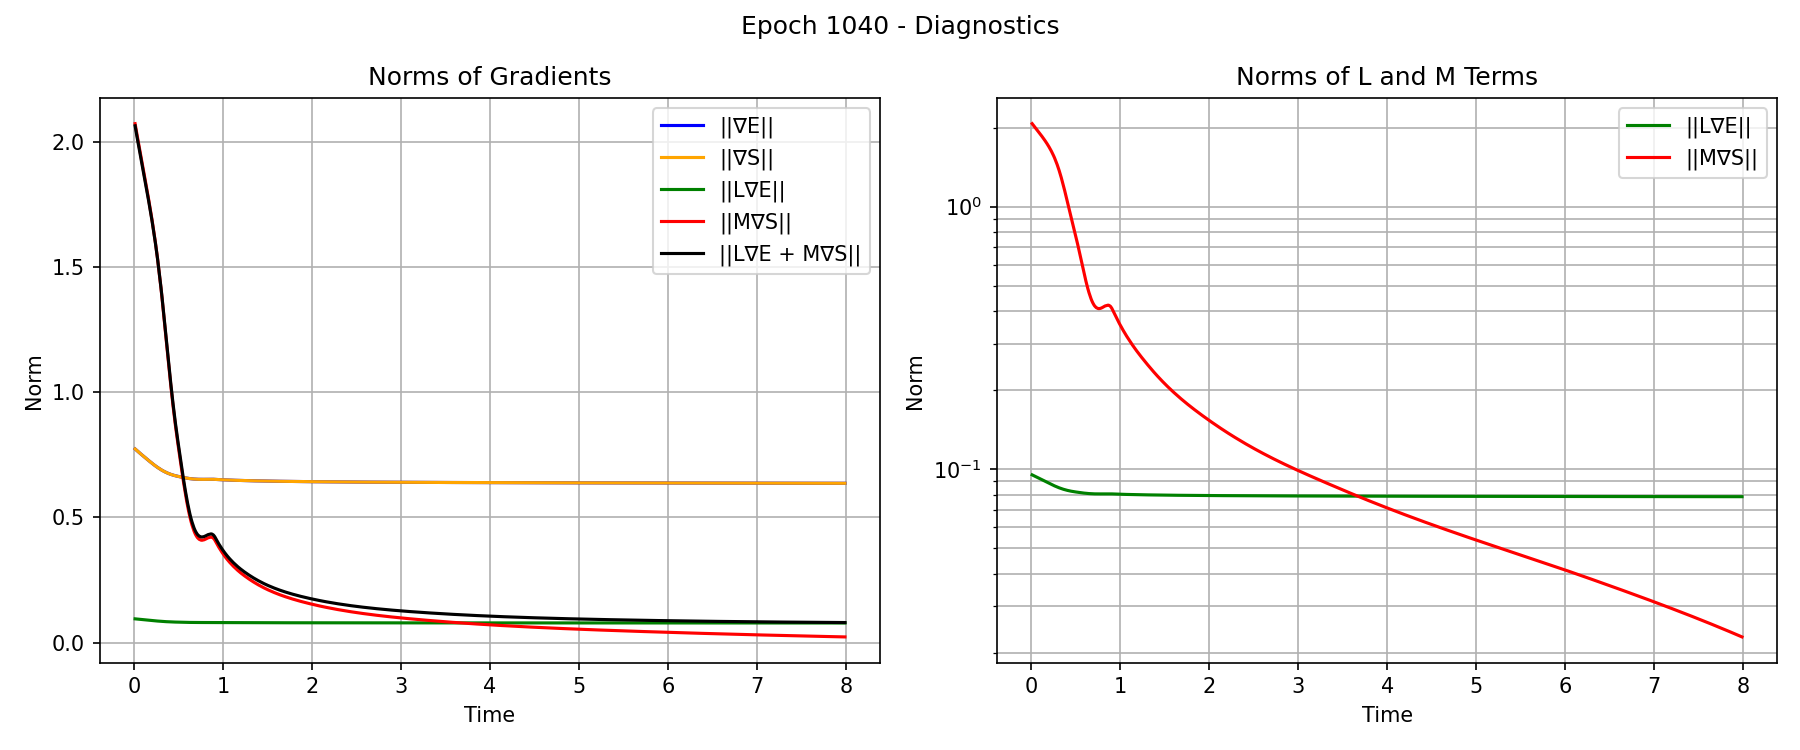 Epoch 1040 - Diagnostics
Norms of Gradients
Norm
2.0
1.5
1.0
0.5
0.0
||∇E||
||∇S||
||L∇E||
||M∇S||
||L∇E + M∇S||
0 1 2 3 4 5 6 7 8
Time
Norms of L and M Terms
Norm
10⁰
10⁻¹
||L∇E||
||M∇S||
0 1 2 3 4 5 6 7 8
Time